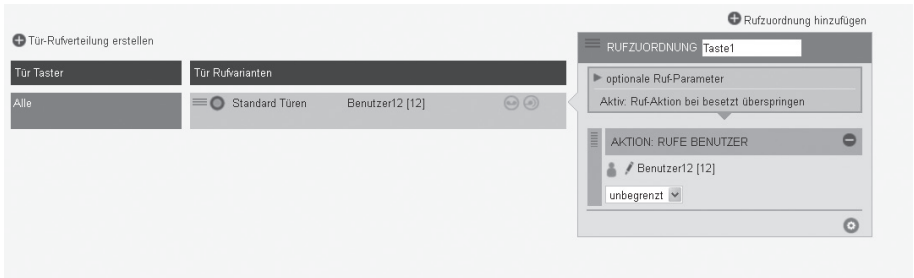 Rufzuordnung hinzufügen
Tür-Rufverteilung erstellen
RUFZUORDNUNG Taste1
Tür Taster
Tür Rufvarianten
optionale Ruf-Parameter
Alle
Standard Türen Benutzer12 [12]
Aktiv: Ruf-Aktion bei besetzt überspringen
AKTION: RUFE BENUTZER
Benutzer12 [12]
unbegrenzt